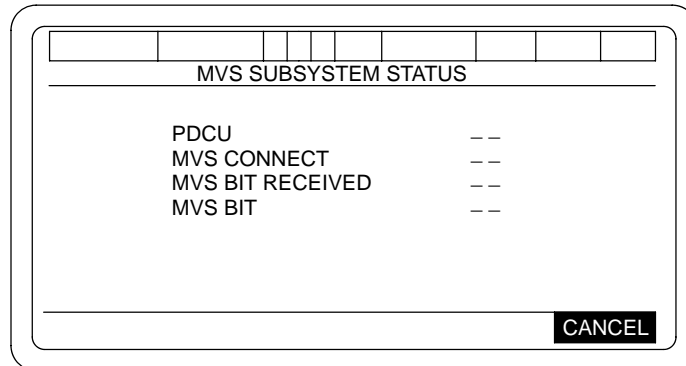 MVS SUBSYSTEM STATUS
PDCU – –
MVS CONNECT – –
MVS BIT RECEIVED – –
MVS BIT – –
CANCEL